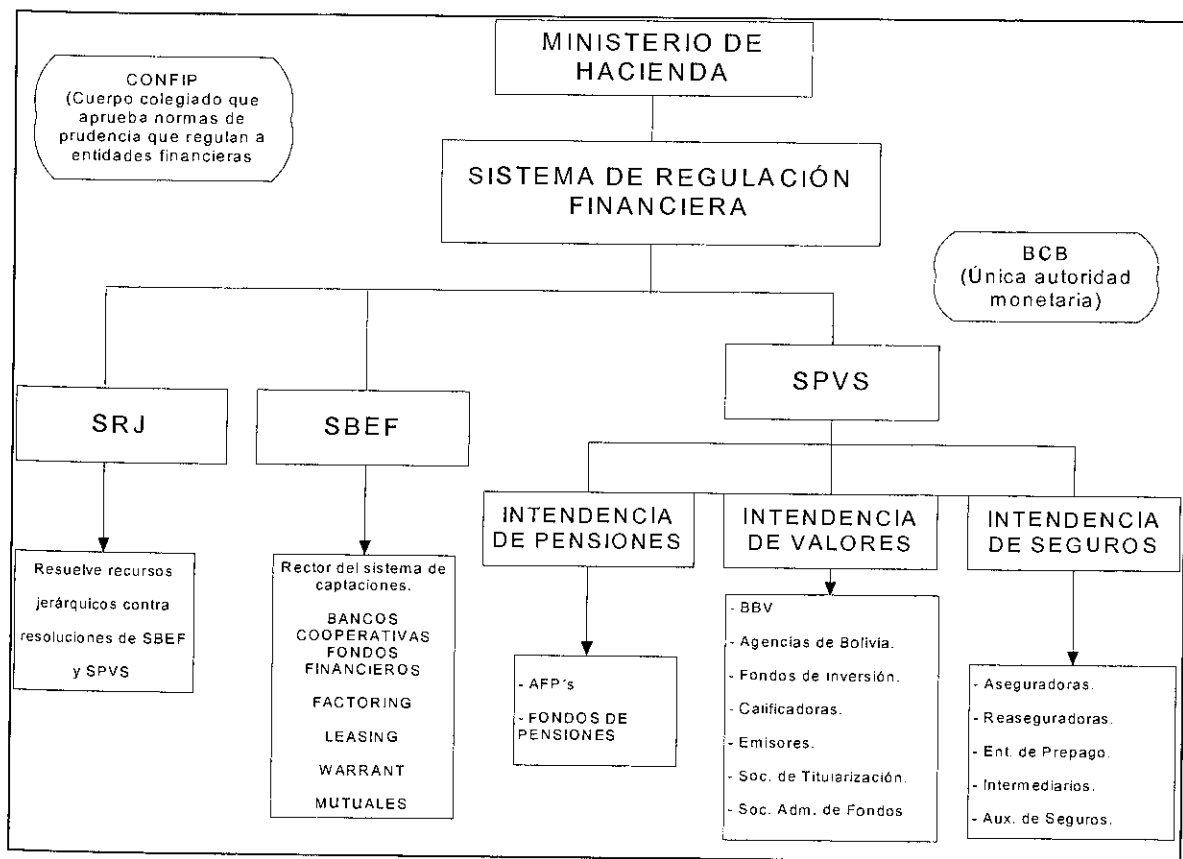 MINISTERIO DE
HACIENDA
CONFIP
(Cuerpo colegiado que
aprueba normas de
prudencia que regulan a
entidades financieras
SISTEMA DE REGULACIÓN
FINANCIERA
BCB
(Única autoridad
monetaria)
SRJ
SBEF
SPVS
Resuelve recursos
jerárquicos contra
resoluciones de SBEF
y SPVS
Rector del sistema de
captaciones.
BANCOS
COOPERATIVAS
FONDOS
FINANCIEROS
FACTORING
LEASING
WARRANT
MUTUALES
INTENDENCIA
DE PENSIONES
- AFP´s
- FONDOS DE
PENSIONES
INTENDENCIA
DE VALORES
- BBV
- Agencias de Bolivia.
- Fondos de inversión.
- Calificadoras.
- Emisores.
- Soc. de Titularización.
- Soc. Adm. de Fondos
INTENDENCIA
DE SEGUROS
- Aseguradoras.
- Reaseguradoras.
- Ent. de Prepago.
- Intermediarios.
- Aux. de Seguros.